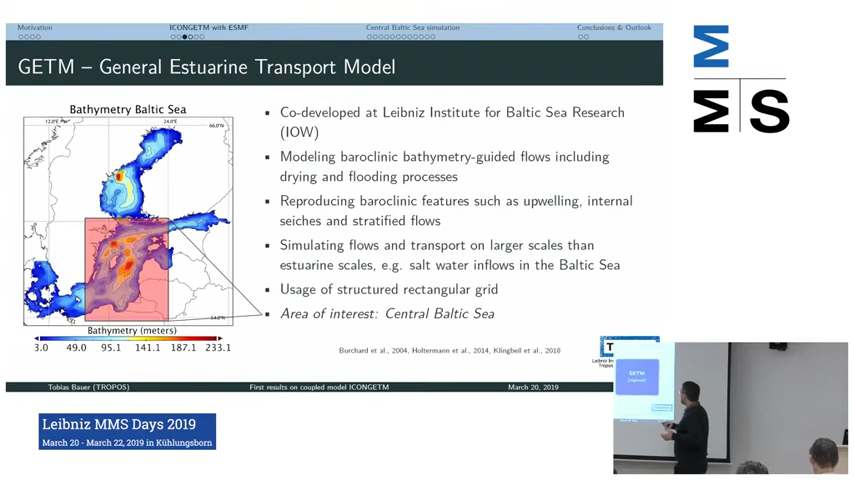 Motivation
ICONGETM with ESMF
Central Baltic Sea simulation
Conclusions & Outlook
GETM – General Estuarine Transport Model
Bathymetry Baltic Sea
12.0°E
24.0°E
66.0°N
54.0°N
Bathymetry (meters)
3.0 49.0 95.1 141.1 187.1 233.1
Co-developed at Leibniz Institute for Baltic Sea Research
(IOW)
Modeling baroclinic bathymetry-guided flows including
drying and flooding processes
Reproducing baroclinic features such as upwelling, internal
seiches and stratified flows
Simulating flows and transport on larger scales than
estuarine scales, e.g. salt water inflows in the Baltic Sea
Usage of structured rectangular grid
Area of interest: Central Baltic Sea
Burchard et al., 2004, Holtermann et al., 2014, Klingbeil et al., 2018
Tobias Bauer (TROPOS)
First results on coupled model ICONGETM
March 20, 2019
Leibniz MMS Days 2019
March 20 - March 22, 2019 in Kühlungsborn
M
M S
GETM
(regional)